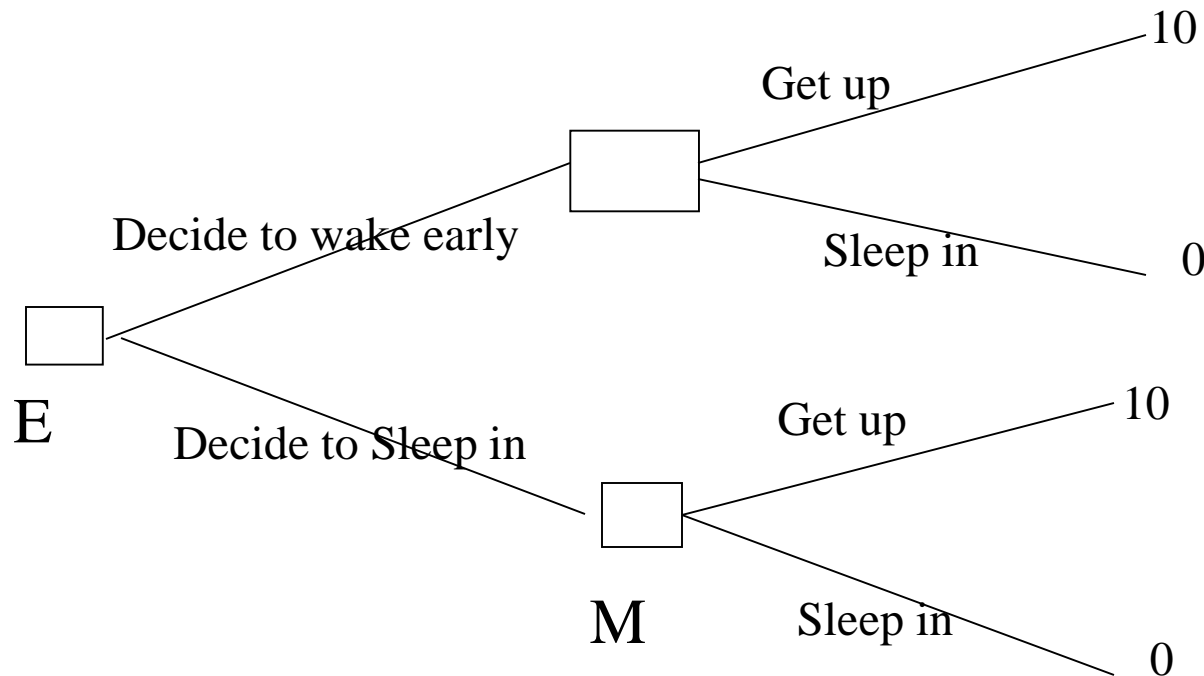 10
Get up
Decide to wake early
Sleep in
0
E
Decide to Sleep in
Get up
10
M
Sleep in
0